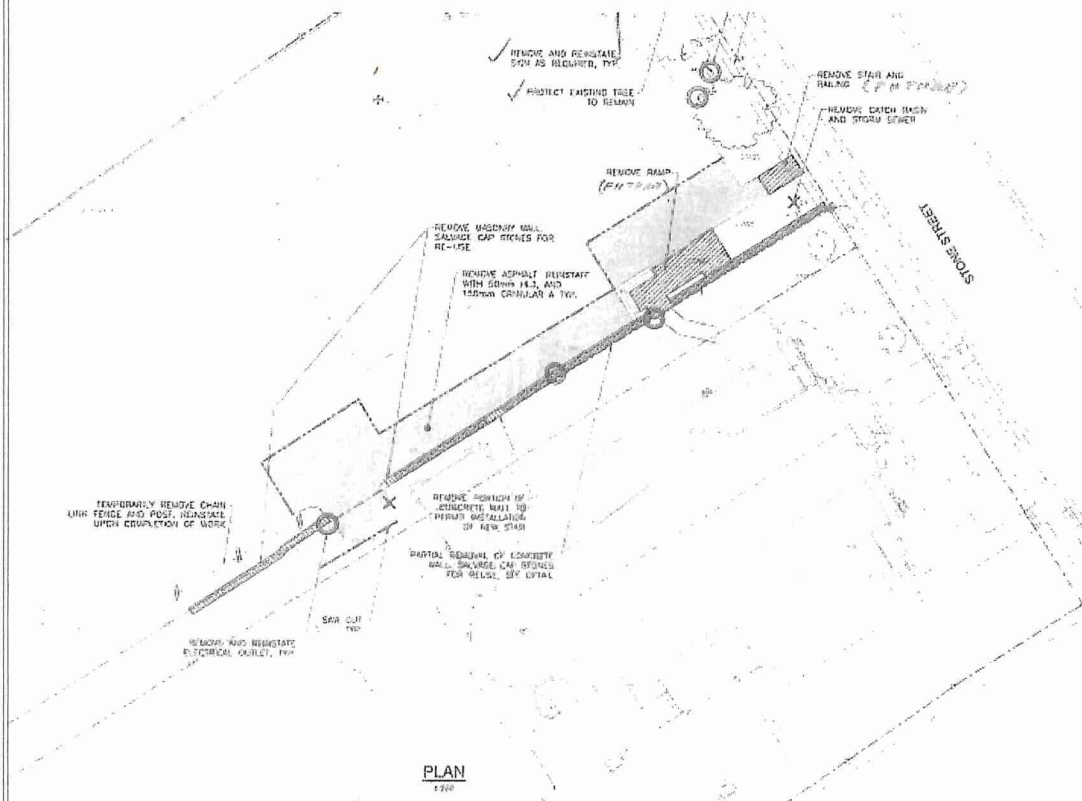 REMOVE AND REINSTATE
SIGN AS REQUIRED, TYP
PROTECT EXISTING TREE
TO REMAIN
REMOVE STAIR AND
RAILING
REMOVE CATCH BASIN
AND STORM SEWER
REMOVE RAMP
STONE STREET
REMOVE MASONRY WALL,
SALVAGE CAP STONES FOR
RE-USE
REMOVE ASPHALT REINSTATE
WITH 50mm HL3, AND
150mm GRANULAR A TYP.
TEMPORARILY REMOVE CHAIN
LINK FENCE AND POST, REINSTATE
UPON COMPLETION OF WORK
REMOVE PORTION OF
CONCRETE WALL TO
PERMIT INSTALLATION
OF NEW STAIR
PARTIAL REMOVAL OF CONCRETE
WALL, SALVAGE CAP STONES
FOR REUSE, SEE DETAIL
SAW CUT
TYP
REMOVE AND REINSTATE
ELECTRICAL OUTLET, TYP
PLAN